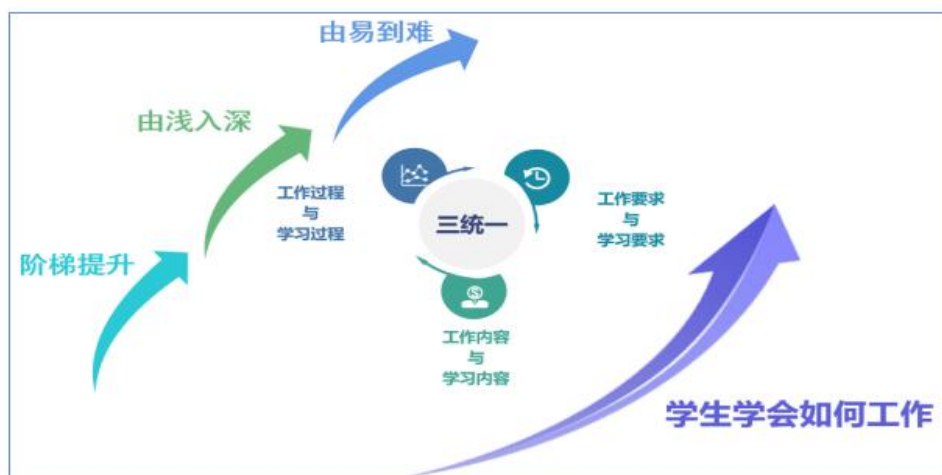 由易到难
由浅入深
阶梯提升
工作过程
与
学习过程
三统一
工作要求
与
学习要求
工作内容
与
学习内容
学生学会如何工作